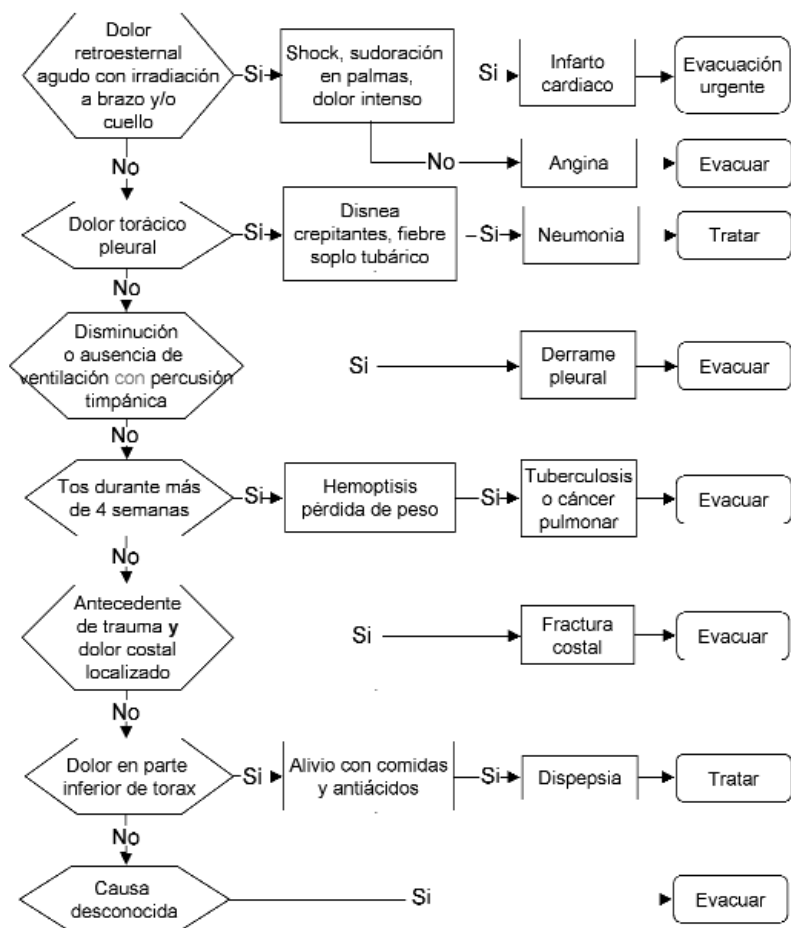 Dolor
retroesternal
agudo con irradiación
a brazo y/o
cuello
Si
Shock, sudoración
en palmas,
dolor intenso
Si
Infarto
cardiaco
Evacuación
urgente
No
No
Angina
Evacuar
Dolor torácico
pleural
Si
Disnea
crepitantes, fiebre
soplo tubárico
Si
Neumonia
Tratar
No
Disminución
o ausencia de
ventilación con percusión
timpánica
Si
Derrame
pleural
Evacuar
No
Tos durante más
de 4 semanas
Si
Hemoptisis
pérdida de peso
Si
Tuberculosis
o cáncer
pulmonar
Evacuar
No
Antecedente
de trauma y
dolor costal
localizado
Si
Fractura
costal
Evacuar
No
Dolor en parte
inferior de torax
Si
Alivio con comidas
y antiácidos
Si
Dispepsia
Tratar
No
Causa
desconocida
Si
Evacuar